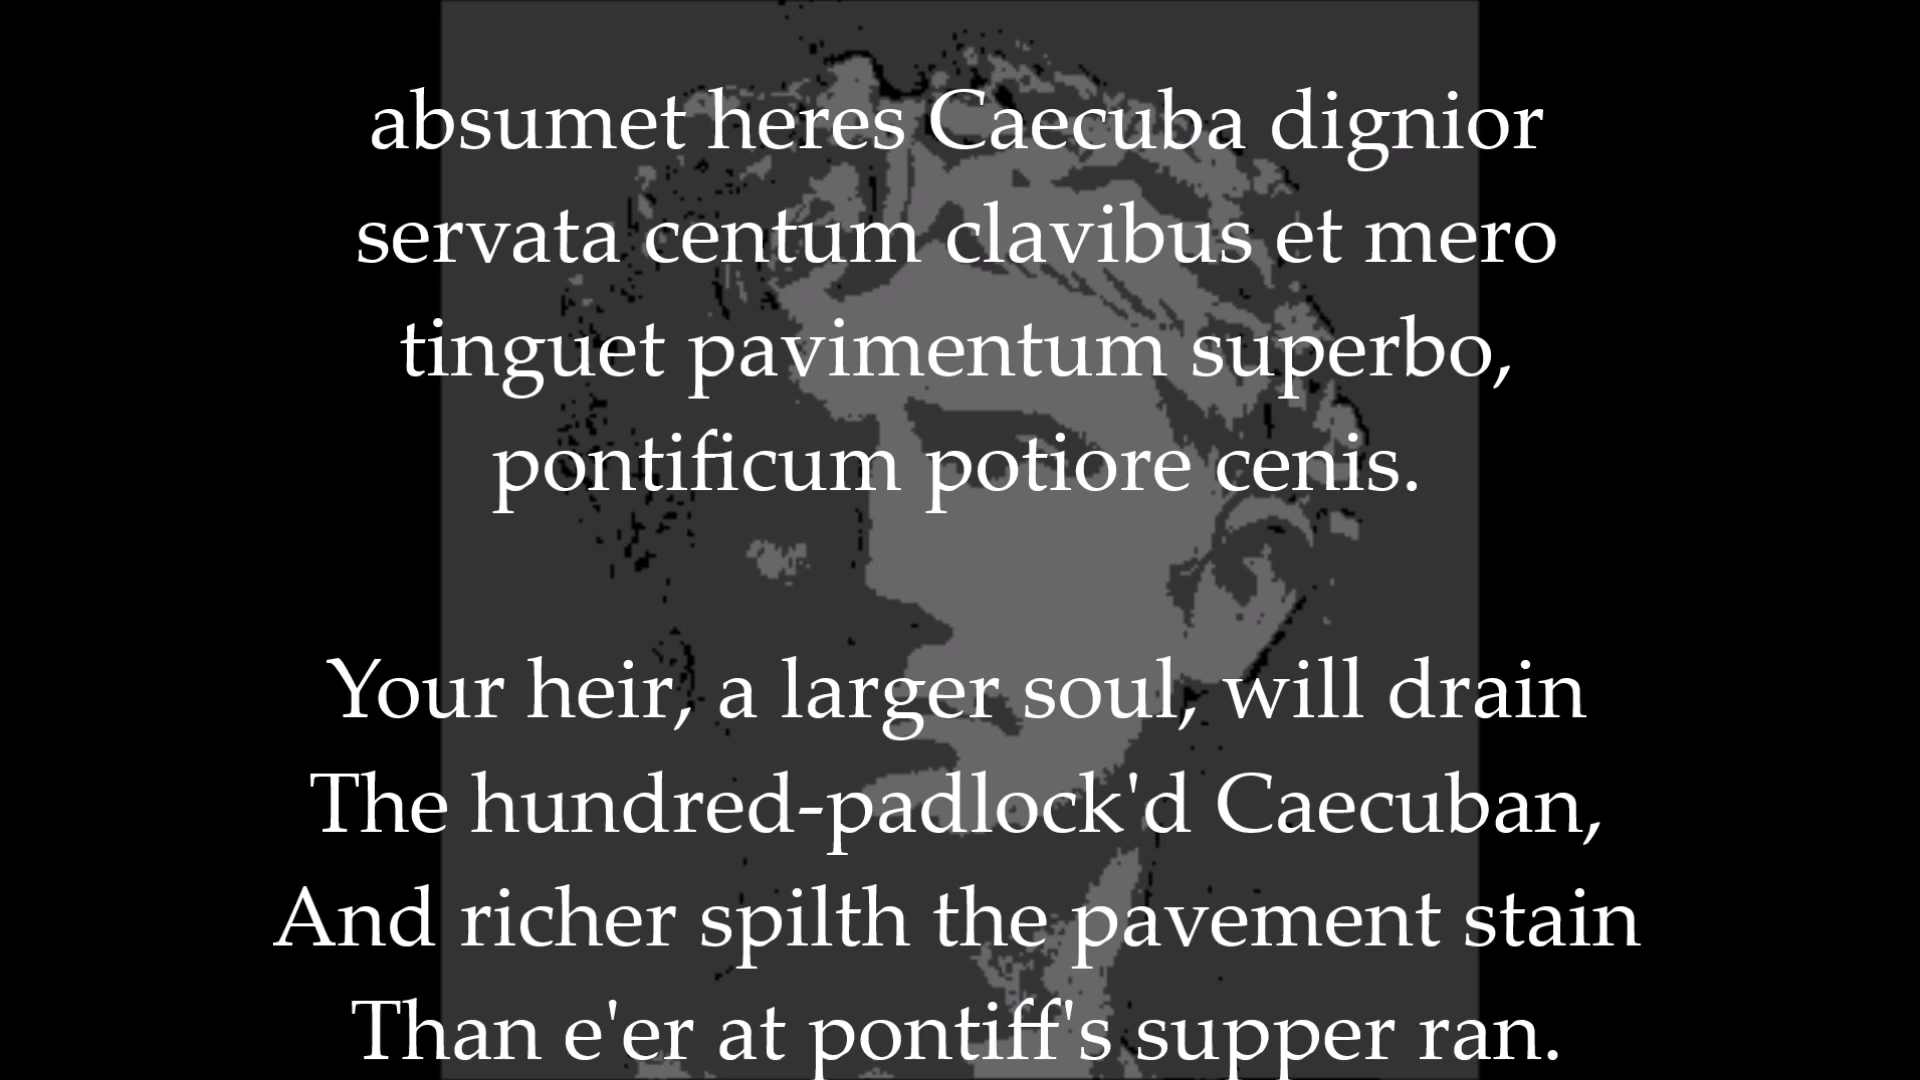 absumet heres Caecuba dignior
servata centum clavibus et mero
tinguet pavimentum superbo,
pontificum potiore cenis.
Your heir, a larger soul, will drain
The hundred-padlock'd Caecuban,
And richer spilth the pavement stain
Than e'er at pontiff's supper ran.